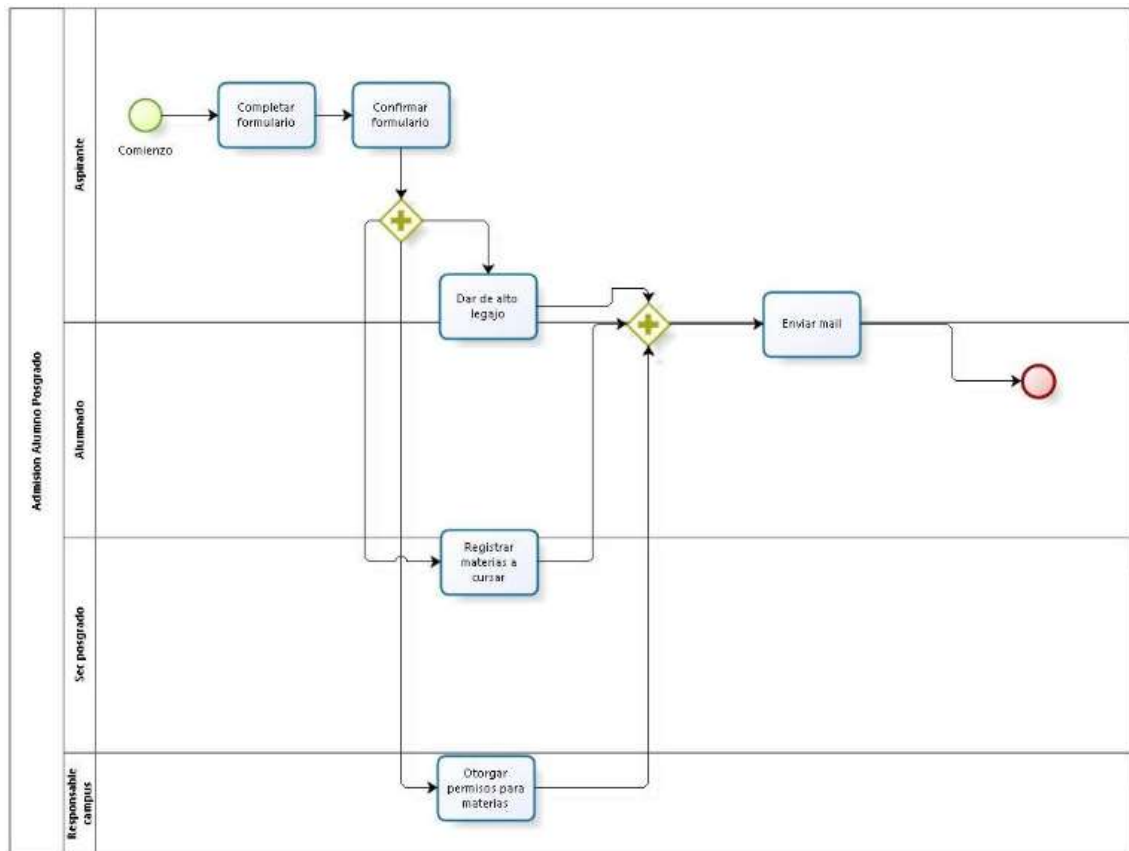 Admision Alumno Posgrado
Aspirante
Comienzo
Completar
formulario
Confirmar
formulario
Dar de alto
legajo
Enviar mail
Alumnado
Sec posgrado
Registrar
materias a
cursar
Responsable
campus
Otorgar
permisos para
materias